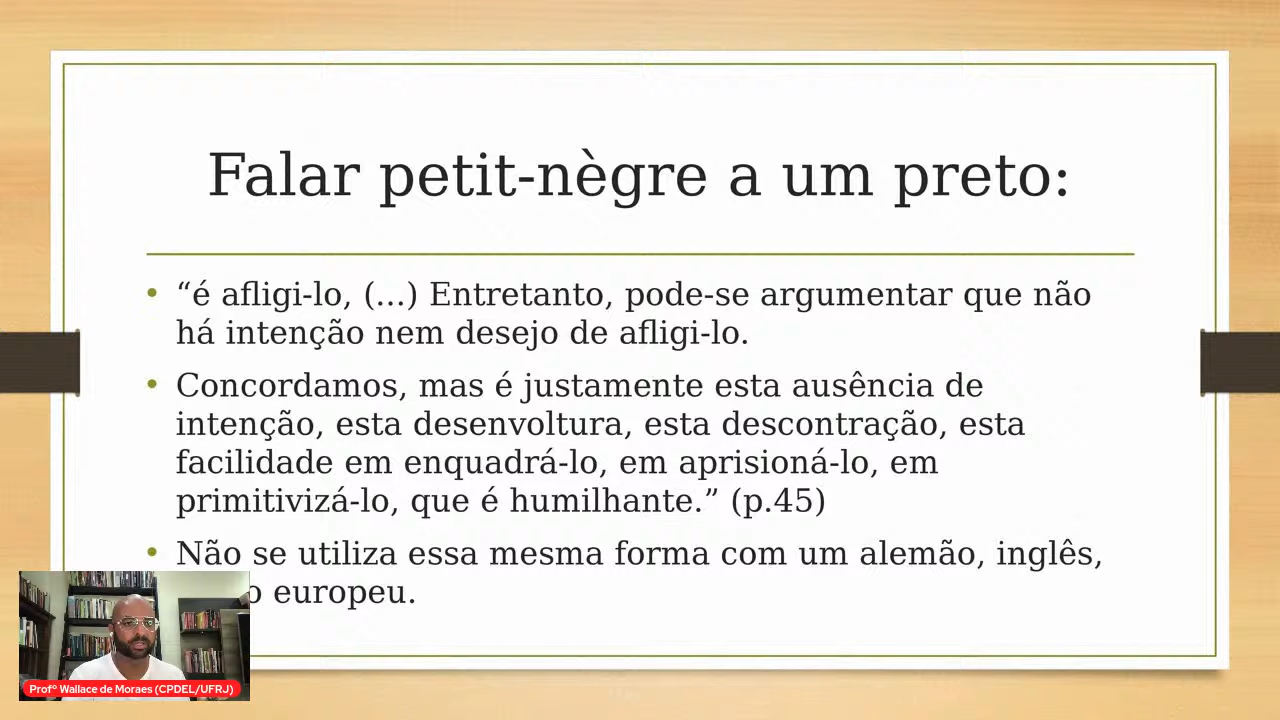 Falar petit-nègre a um preto:
• “é afligi-lo, (...) Entretanto, pode-se argumentar que não
há intenção nem desejo de afligi-lo.
• Concordamos, mas é justamente esta ausência de
intenção, esta desenvoltura, esta descontração, esta
facilidade em enquadrá-lo, em aprisioná-lo, em
primitivizá-lo, que é humilhante.” (p.45)
• Não se utiliza essa mesma forma com um alemão, inglês,
europeu.
Profº Wallace de Moraes (CPDEL/UFRJ)